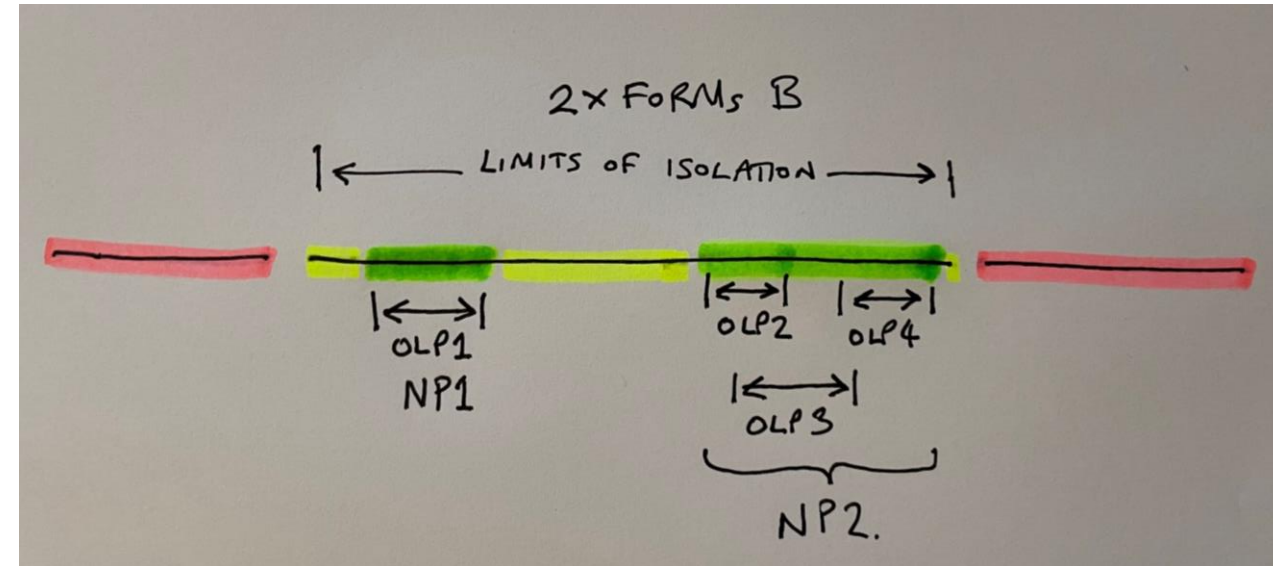 2x FORMs B
LIMITS OF ISOLATION
OLP1
NP1
OLP2
OLP4
OLP3
NP2.